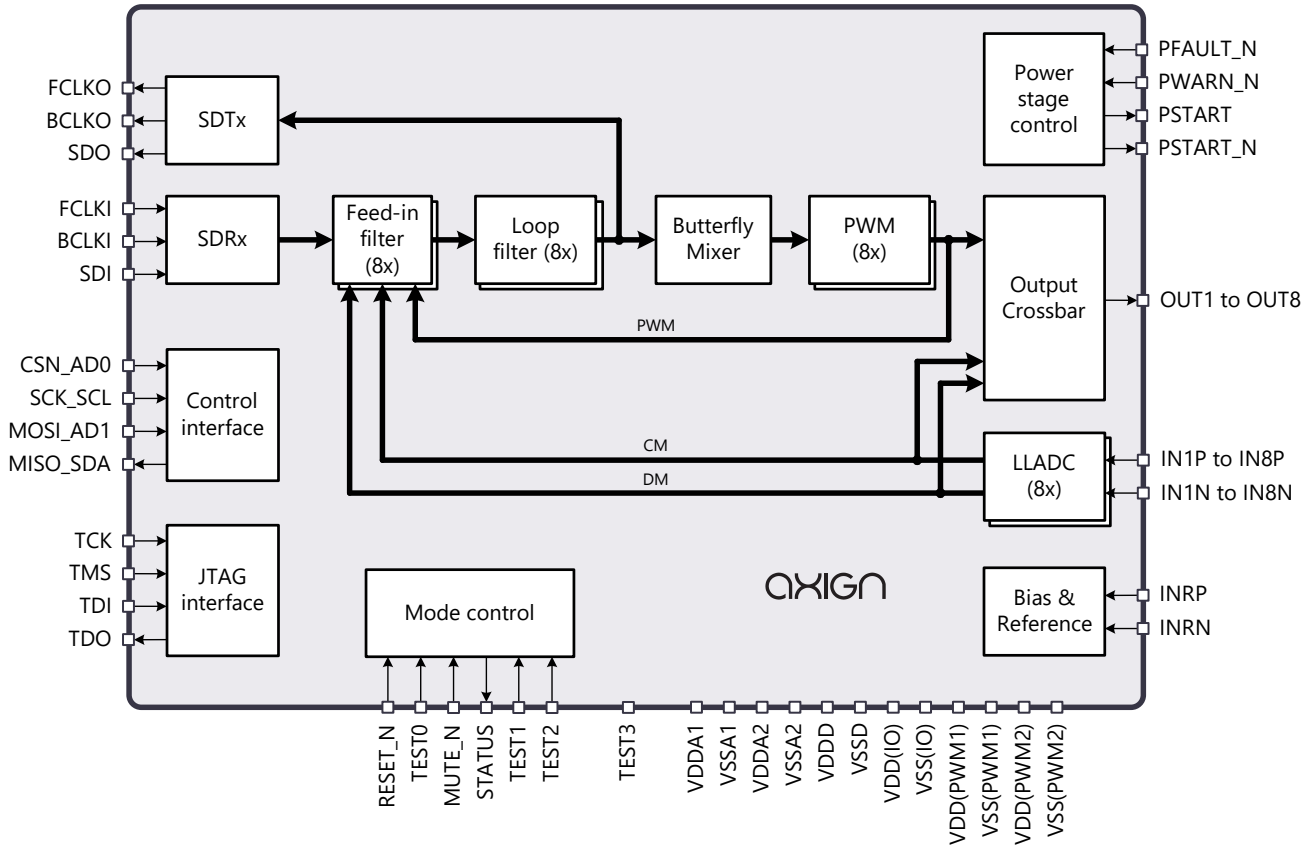 PFAULT_N
PWARN_N
PSTART
PSTART_N
Power
stage
control
FCLKO
BCLKO
SDO
SDTx
FCLKI
BCLKI
SDI
SDRx
Feed-in
filter
(8x)
Loop
filter (8x)
Butterfly
Mixer
PWM
(8x)
Output
Crossbar
OUT1 to OUT8
PWM
CSN_AD0
SCK_SCL
MOSI_AD1
MISO_SDA
Control
interface
CM
DM
LLADC
(8x)
IN1P to IN8P
IN1N to IN8N
TCK
TMS
TDI
TDO
JTAG
interface
Mode control
axign
Bias &
Reference
INRP
INRN
RESET_N
TEST0
MUTE_N
STATUS
TEST1
TEST2
TEST3
VDDA1
VSSA1
VDDA2
VSSA2
VDDD
VSSD
VDD(IO)
VSS(IO)
VDD(PWM1)
VSS(PWM1)
VDD(PWM2)
VSS(PWM2)